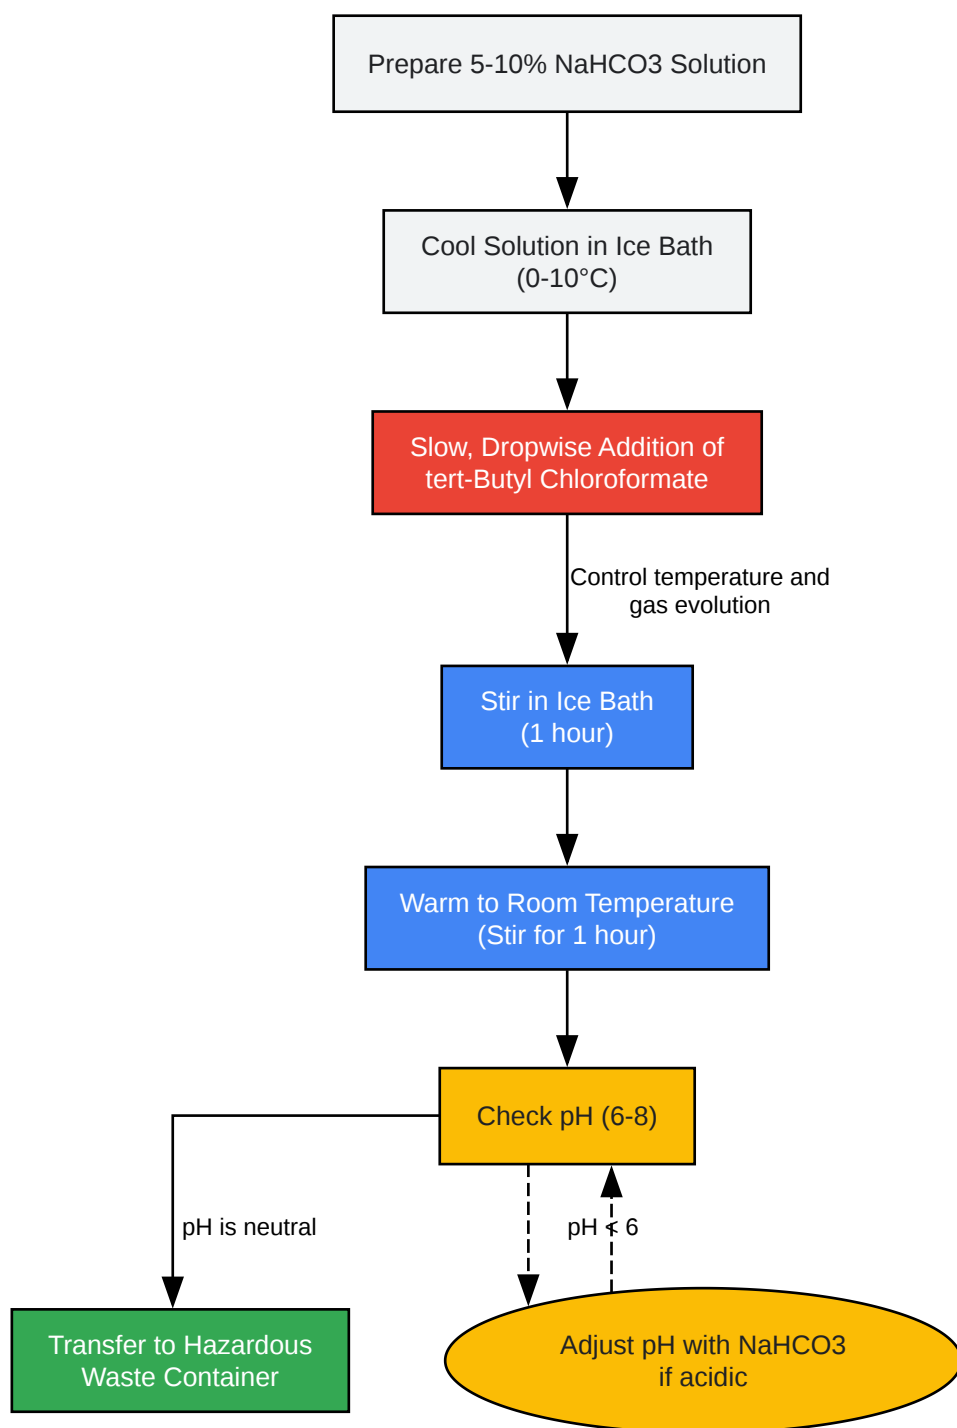 Prepare 5-10% NaHCO3 Solution
Cool Solution in Ice Bath
(0-10°C)
Slow, Dropwise Addition of
tert-Butyl Chloroformate
Control temperature and
gas evolution
Stir in Ice Bath
(1 hour)
Warm to Room Temperature
(Stir for 1 hour)
Check pH (6-8)
pH is neutral
pH < 6
Transfer to Hazardous
Waste Container
Adjust pH with NaHCO3
if acidic